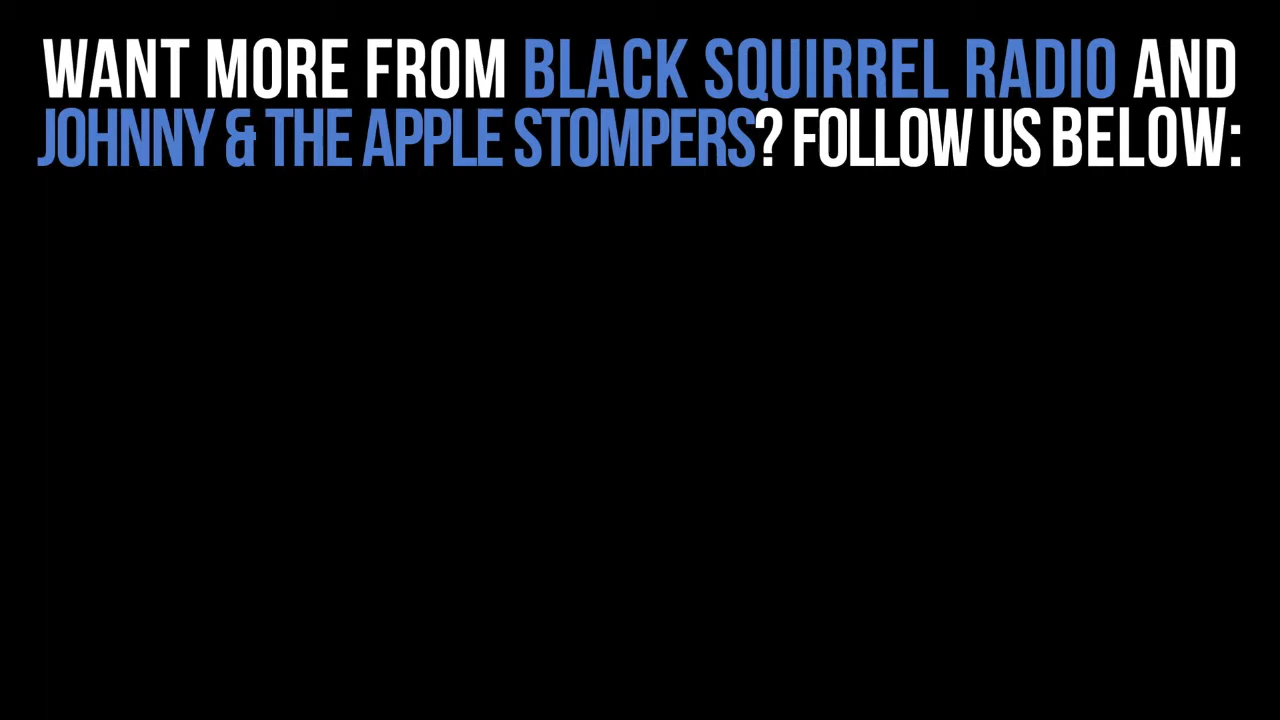 WANT MORE FROM BLACK SQUIRREL RADIO AND
JOHNNY & THE APPLE STOMPERS? FOLLOW US BELOW: